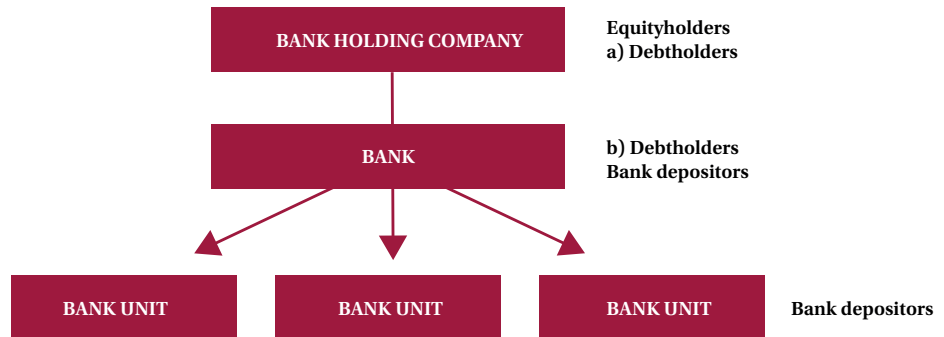 BANK HOLDING COMPANY
Equityholders
a) Debtholders
BANK
b) Debtholders
Bank depositors
BANK UNIT
BANK UNIT
BANK UNIT
Bank depositors